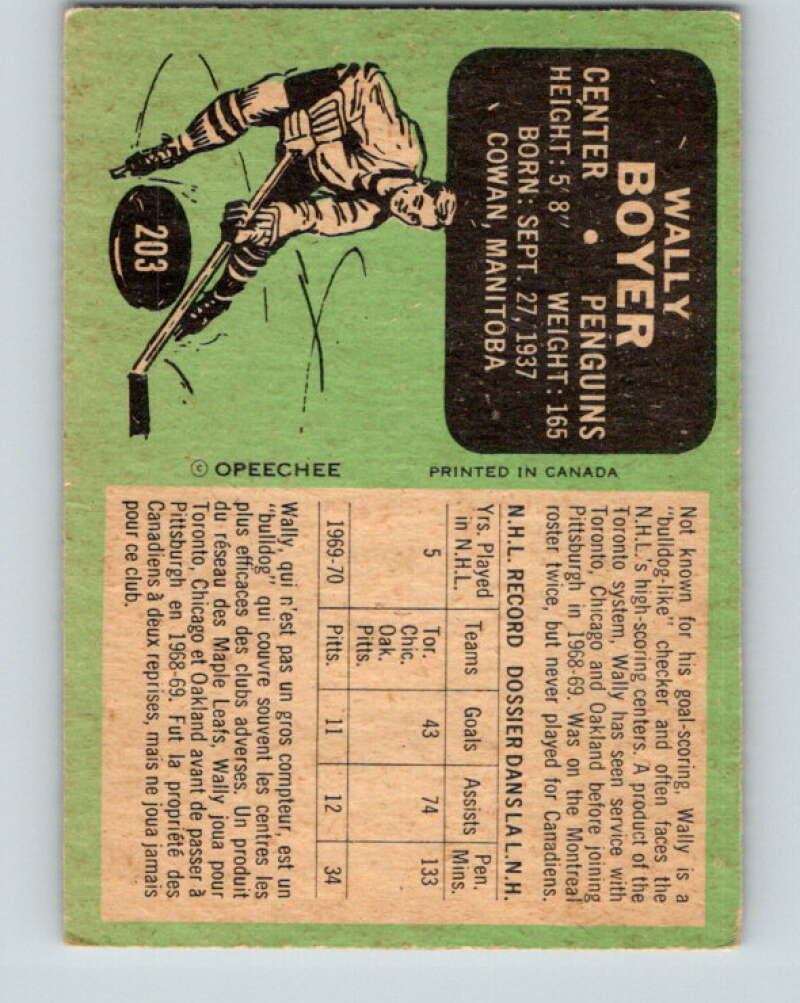 WALLY
BOYER
CENTER • PENGUINS
HEIGHT: 5' 8" WEIGHT: 165
BORN: SEPT. 27, 1937
COWAN, MANITOBA
203
© OPEECHEE
PRINTED IN CANADA
Not known for his goal-scoring, Wally is a
"bulldog-like" checker and often faces the
N.H.L.'s high-scoring centers. A product of the
Toronto system, Wally has seen service with
Toronto, Chicago and Oakland before joining
Pittsburgh in 1968-69. Was on the Montreal
roster twice, but never played for Canadiens.
N.H.L. RECORD DOSSIER DANS LA L.N.H.
Yrs. Played Teams Goals Assists Pen.
in N.H.L. Mins.
5 Tor. 43 74 133
Chic.
Oak.
Pitts.
1969-70 Pitts. 11 12 34
Wally, qui n'est pas un gros compteur, est un
"bulldog" qui couvre souvent les centres les
plus efficaces des clubs adverses. Un produit
du réseau des Maple Leafs, Wally joua pour
Toronto, Chicago et Oakland avant de passer à
Pittsburgh en 1968-69. Fut la propriété des
Canadiens à deux reprises, mais ne joua jamais
pour ce club.